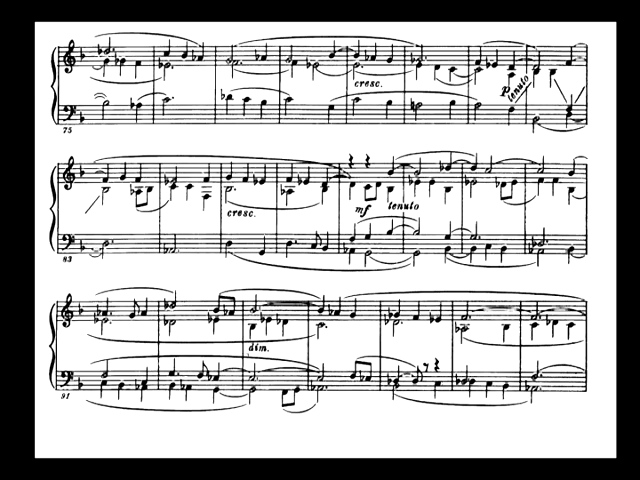 cresc.
p tenuto
75
cresc.
mf tenuto
83
dim.
91